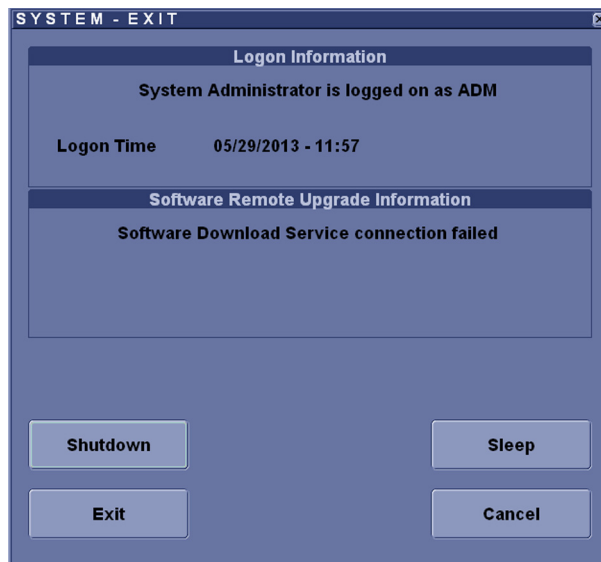 SYSTEM - EXIT
Logon Information
System Administrator is logged on as ADM
Logon Time 05/29/2013 - 11:57
Software Remote Upgrade Information
Software Download Service connection failed
Shutdown Sleep
Exit Cancel